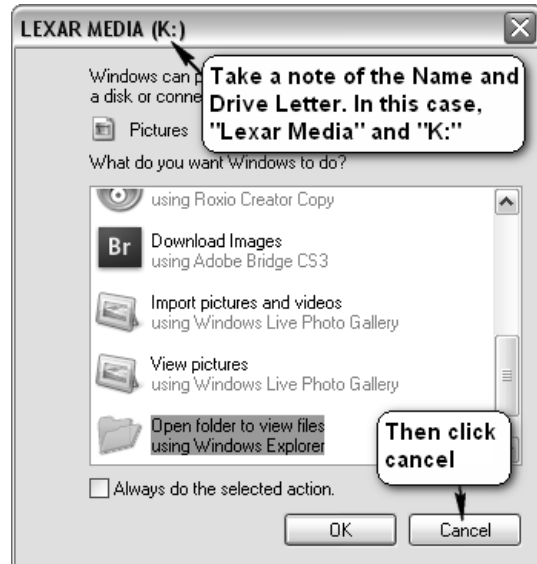 LEXAR MEDIA (K:)
Windows can p
a disk or conne
Take a note of the Name and
Drive Letter. In this case,
"Lexar Media" and "K:"
Pictures
What do you want Windows to do?
using Roxio Creator Copy
Br
Download Images
using Adobe Bridge CS3
Import pictures and videos
using Windows Live Photo Gallery
View pictures
using Windows Live Photo Gallery
Open folder to view files
using Windows Explorer
Then click
cancel
Always do the selected action.
OK
Cancel